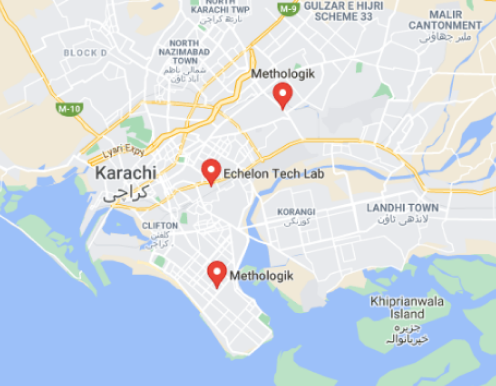 NORTH
KARACHI TWP
نارتھ کراچی
M-9
GULZAR E HIJRI
SCHEME 33
MALIR
CANTONMENT
ملیر چھاؤنی
BLOCK D
NORTH
NAZIMABAD
TOWN
شمالی ناظم
آباد ٹاؤن
Methologik
M-10
Lyari Expy
Karachi
کراچی
Echelon Tech Lab
CLIFTON
کلفٹن
کراچی
KORANGI
کورنگی
LANDHI TOWN
لانڈھی ٹاؤن
Methologik
Khiprianwala
Island
جزیرہ
خپریانوالہ